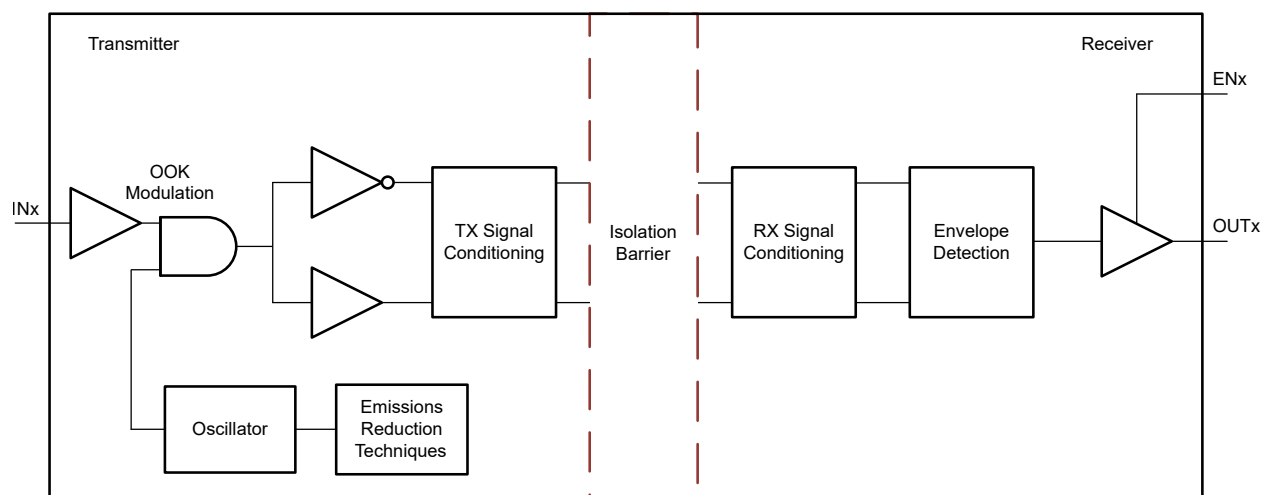 Transmitter
Receiver
ENx
OOK
Modulation
INx
TX Signal
Conditioning
Isolation
Barrier
RX Signal
Conditioning
Envelope
Detection
OUTx
Oscillator
Emissions
Reduction
Techniques